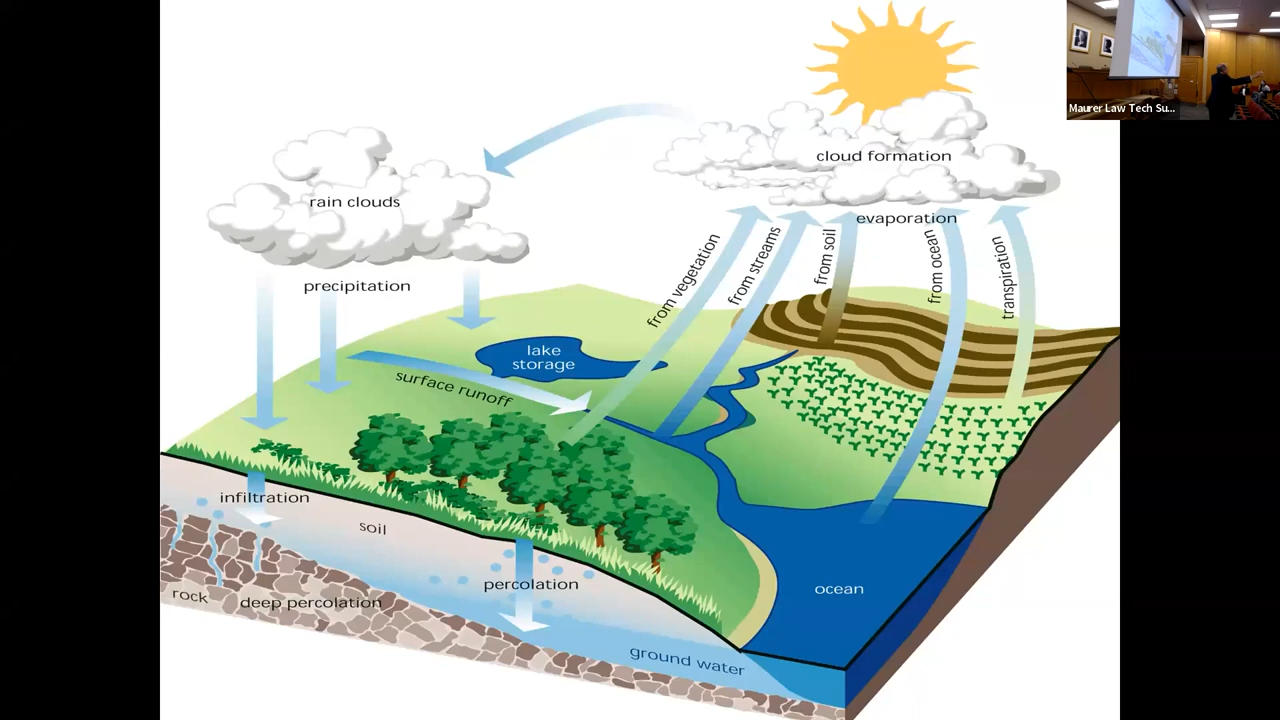 Maurer Law Tech Su...
cloud formation
rain clouds
evaporation
from vegetation
from streams
from soil
from ocean
transpiration
precipitation
lake
storage
surface runoff
infiltration
soil
percolation
ocean
rock
deep percolation
ground water